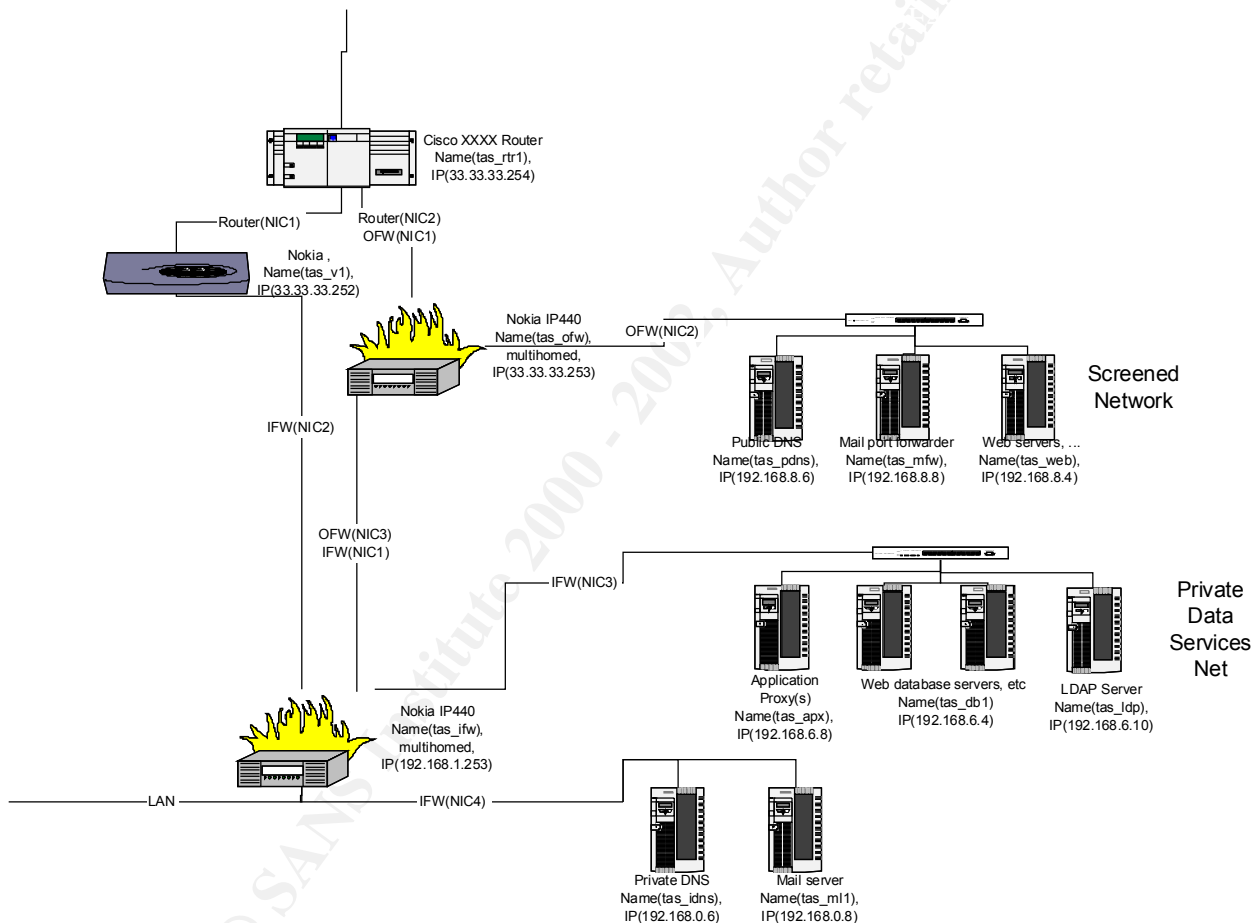 Cisco XXXX Router
Name(tas_rtr1),
IP(33.33.33.254)
Router(NIC1)
Router(NIC2)
OFW(NIC1)
Nokia ,
Name(tas_v1),
IP(33.33.33.252)
Nokia IP440
Name(tas_ofw),
multihomed,
IP(33.33.33.253)
OFW(NIC2)
Screened
Network
Public DNS
Name(tas_pdns),
IP(192.168.8.6)
Mail port forwarder
Name(tas_mfw),
IP(192.168.8.8)
Web servers, ...
Name(tas_web),
IP(192.168.8.4)
IFW(NIC2)
OFW(NIC3)
IFW(NIC1)
IFW(NIC3)
Private
Data
Services
Net
Application
Proxy(s)
Name(tas_apx),
IP(192.168.6.8)
Web database servers, etc
Name(tas_db1)
IP(192.168.6.4)
LDAP Server
Name(tas_ldp),
IP(192.168.6.10)
Nokia IP440
Name(tas_ifw),
multihomed,
IP(192.168.1.253)
LAN
IFW(NIC4)
Private DNS
Name(tas_idns),
IP(192.168.0.6)
Mail server
Name(tas_ml1),
IP(192.168.0.8)
© SANS Institute 2000 - 2002, Author